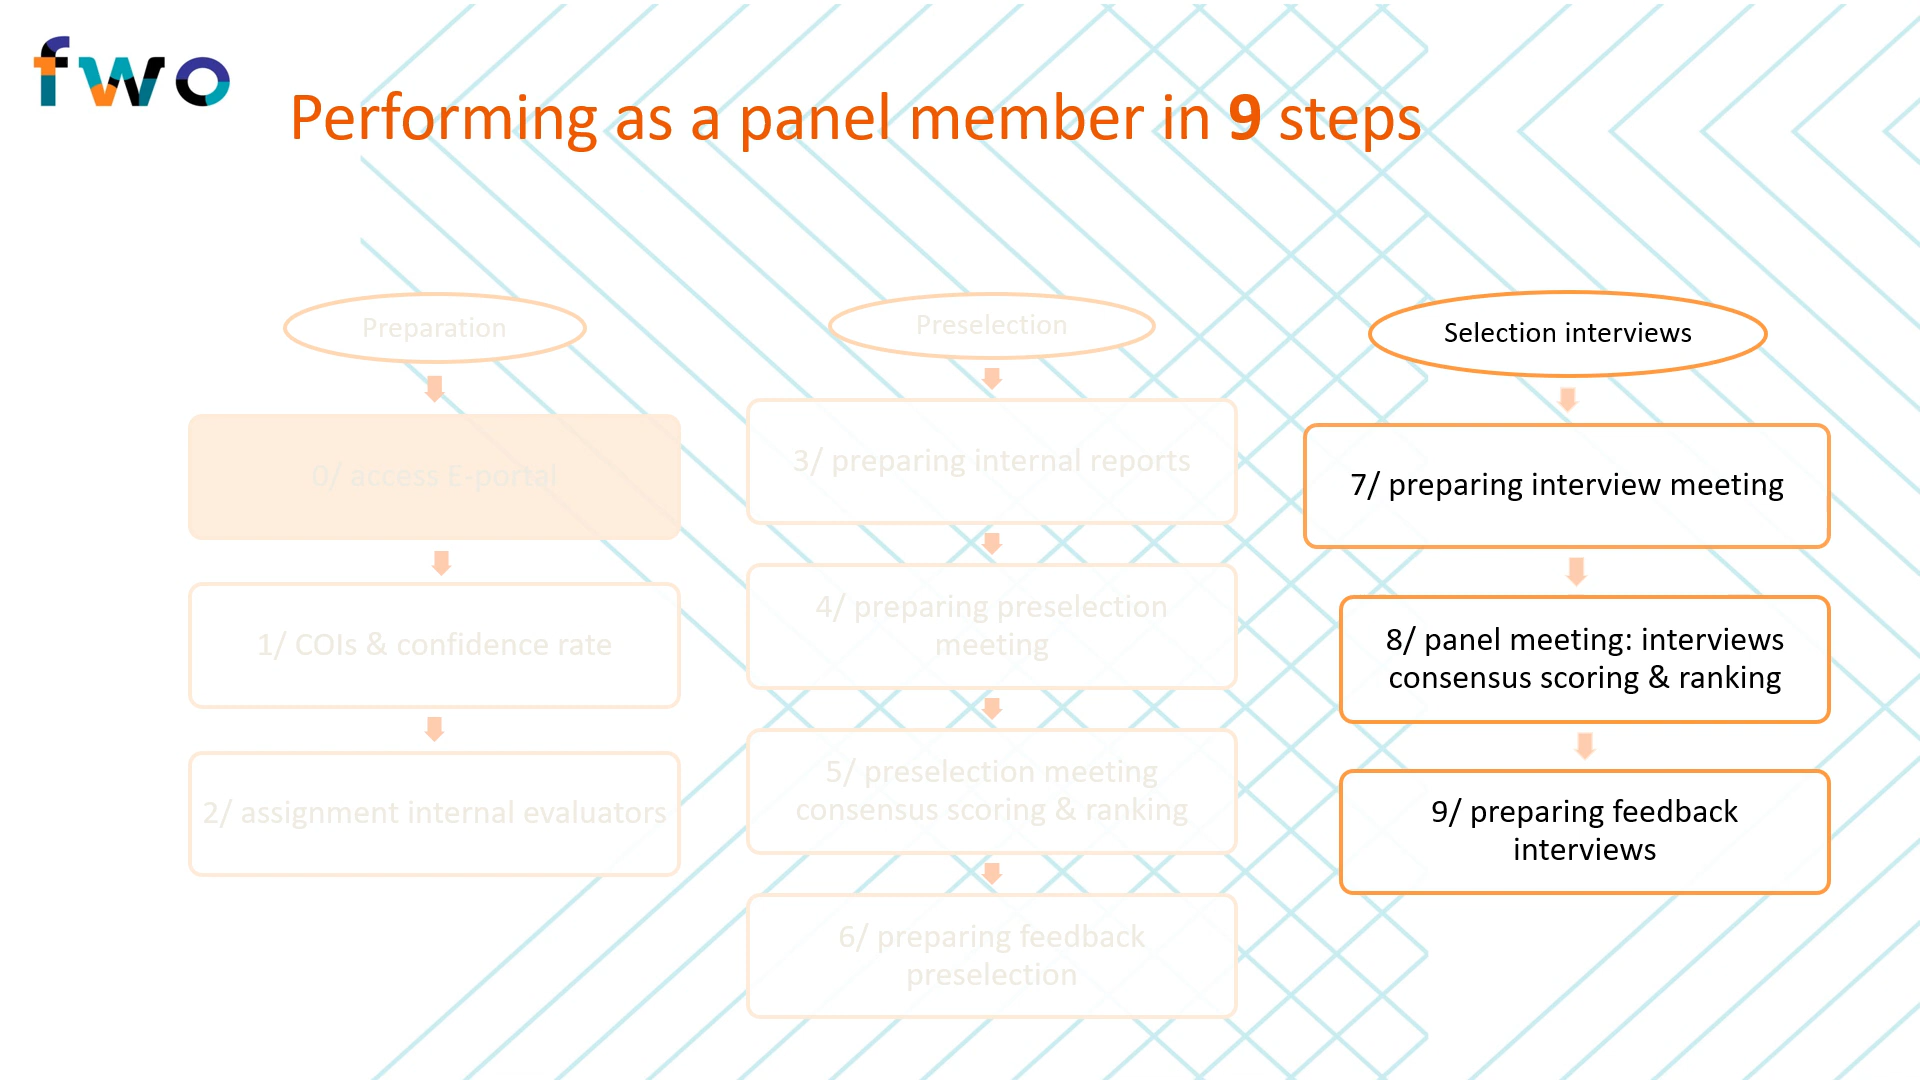 fwo
Performing as a panel member in 9 steps
Preparation
0/ access E-portal
1/ COIs & confidence rate
2/ assignment internal evaluators
Preselection
3/ preparing internal reports
4/ preparing preselection
meeting
5/ preselection meeting
consensus scoring & ranking
6/ preparing feedback
preselection
Selection interviews
7/ preparing interview meeting
8/ panel meeting: interviews
consensus scoring & ranking
9/ preparing feedback
interviews